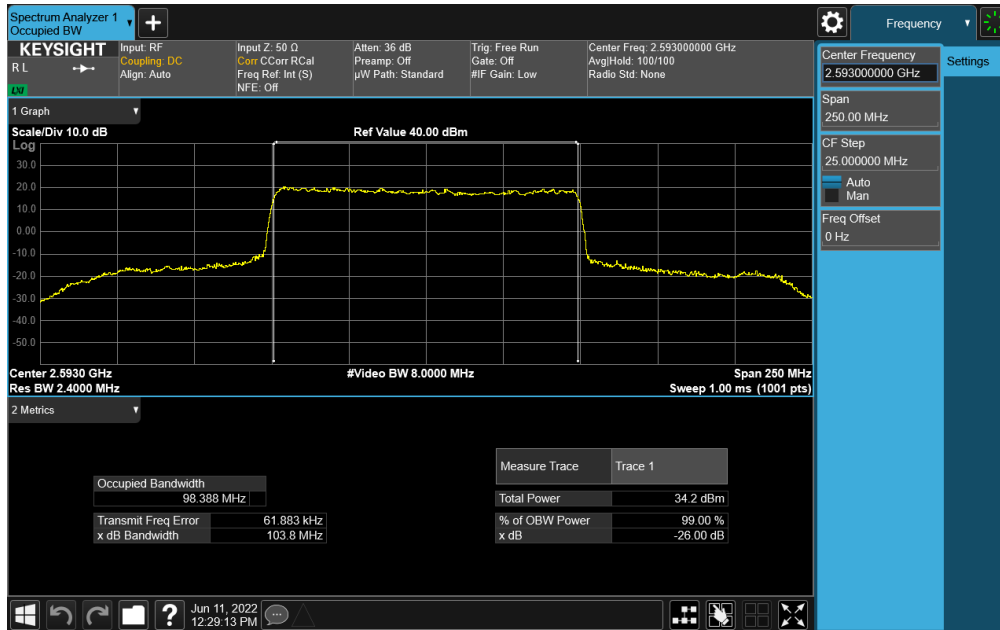 Spectrum Analyzer 1
Occupied BW
Frequency
KEYSIGHT
R L
LXI
Input: RF
Coupling: DC
Align: Auto
Input Z: 50 Ω
Corr CCorr RCal
Freq Ref: Int (S)
NFE: Off
Atten: 36 dB
Preamp: Off
µW Path: Standard
Trig: Free Run
Gate: Off
#IF Gain: Low
Center Freq: 2.593000000 GHz
Avg|Hold: 100/100
Radio Std: None
Center Frequency
2.593000000 GHz
Settings
Span
250.00 MHz
CF Step
25.000000 MHz
Auto
Man
Freq Offset
0 Hz
1 Graph
Scale/Div 10.0 dB
Ref Value 40.00 dBm
Log
30.0
20.0
10.0
0.00
-10.0
-20.0
-30.0
-40.0
-50.0
Center 2.5930 GHz
#Video BW 8.0000 MHz
Span 250 MHz
Res BW 2.4000 MHz
Sweep 1.00 ms (1001 pts)
2 Metrics
Measure Trace
Trace 1
Occupied Bandwidth
98.388 MHz
Total Power
34.2 dBm
Transmit Freq Error
61.883 kHz
% of OBW Power
99.00 %
x dB Bandwidth
103.8 MHz
x dB
-26.00 dB
?
Jun 11, 2022
12:29:13 PM